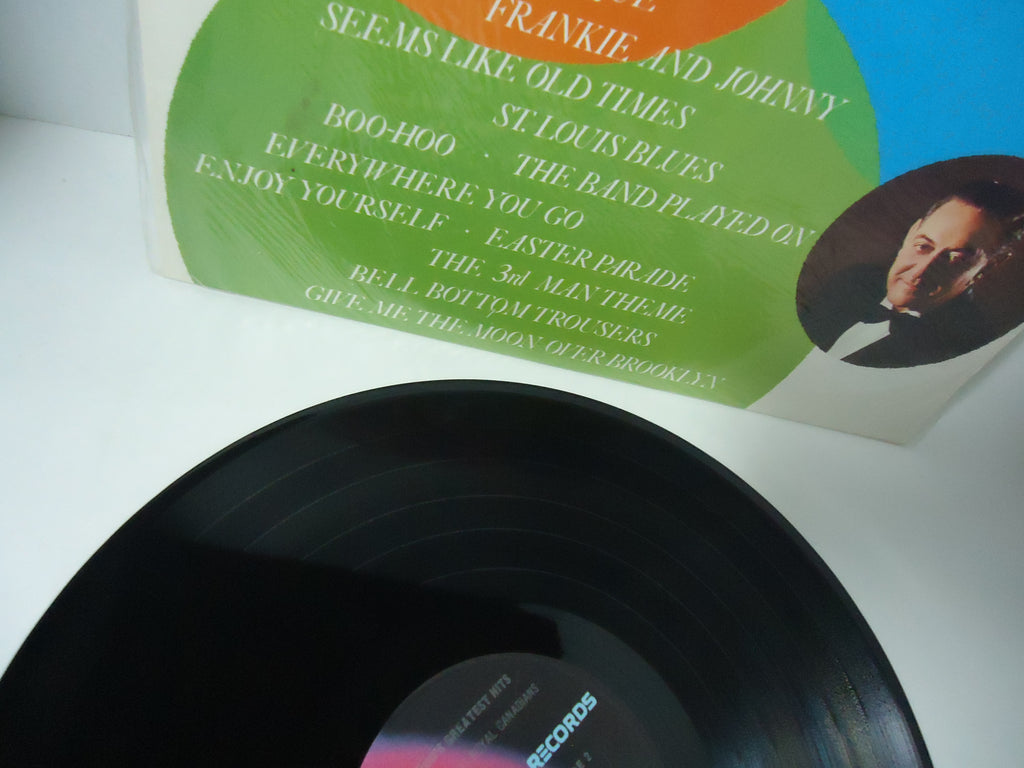 FRANKIE AND JOHNNY
SEEMS LIKE OLD TIMES
ST. LOUIS BLUES
BOO-HOO · THE BAND PLAYED ON
EVERYWHERE YOU GO
ENJOY YOURSELF · EASTER PARADE
THE 3rd MAN THEME
BELL BOTTOM TROUSERS
GIVE ME THE MOON OVER BROOKLYN
GREATEST HITS
CANADIANS
RECORDS
2